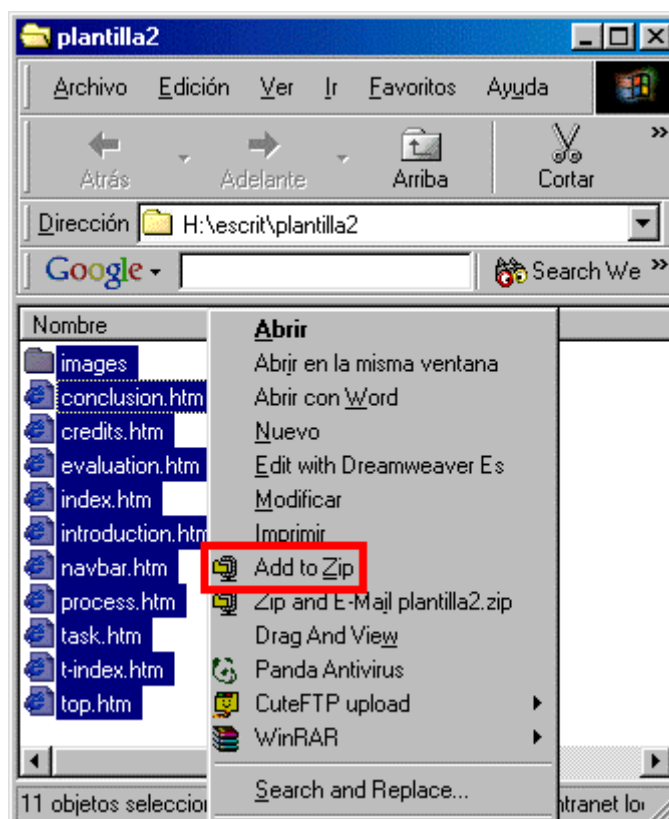 plantilla2
Archivo Edición Ver Ir Favoritos Ayuda
Atrás Adelante Arriba Cortar
Dirección H:\escrit\plantilla2
Google Search We
Nombre
images
conclusion.htm
credits.htm
evaluation.htm
index.htm
introduction.htm
navbar.htm
process.htm
task.htm
t-index.htm
top.htm
Abrir
Abrir en la misma ventana
Abrir con Word
Nuevo
Edit with Dreamweaver Es
Modificar
Imprimir
Add to Zip
Zip and E-Mail plantilla2.zip
Drag And View
Panda Antivirus
CuteFTP upload
WinRAR
Search and Replace...
11 objetos seleccio ntranet lo